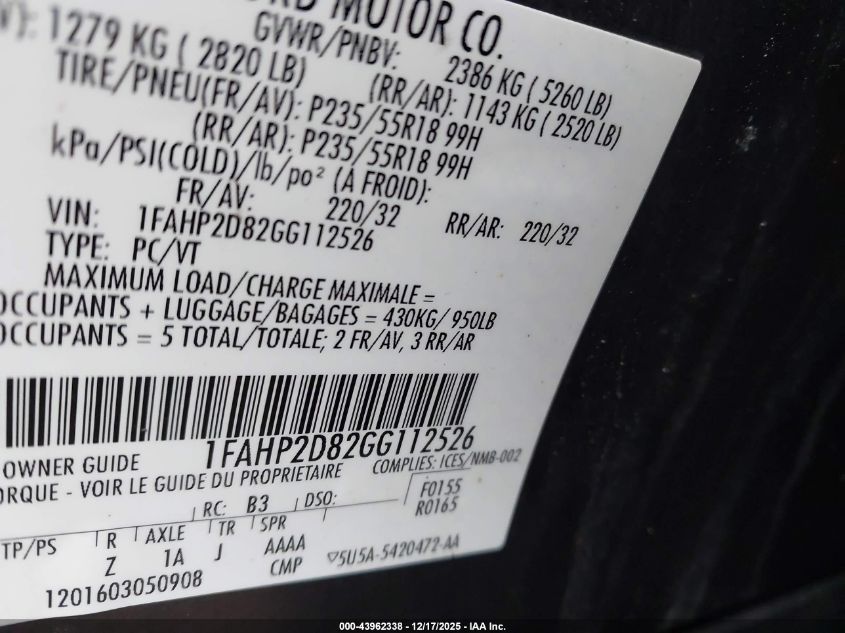 RD MOTOR CO.
GVWR/PNBV: 2386 KG ( 5260 LB)
): 1279 KG ( 2820 LB) (RR/AR): 1143 KG ( 2520 LB)
TIRE/PNEU(FR/AV): P235/55R18 99H
(RR/AR): P235/55R18 99H
kPa/PSI(COLD)/lb/po² (A FROID):
FR/AV: 220/32 RR/AR: 220/32
VIN: 1FAHP2D82GG112526
TYPE: PC/VT
MAXIMUM LOAD/CHARGE MAXIMALE =
OCCUPANTS + LUGGAGE/BAGAGES = 430KG/ 950LB
OCCUPANTS = 5 TOTAL/TOTALE; 2 FR/AV, 3 RR/AR
1FAHP2D82GG112526
OWNER GUIDE COMPLIES: ICES/NMB-002
ORQUE - VOIR LE GUIDE DU PROPRIETAIRE
RC: B3 DSO: F0155
R0165
TP/PS R AXLE TR SPR
Z 1A J AAAA
CMP
5U5A-5420472-AA
1201603050908
000-43962338 - 12/17/2025 - IAA Inc.